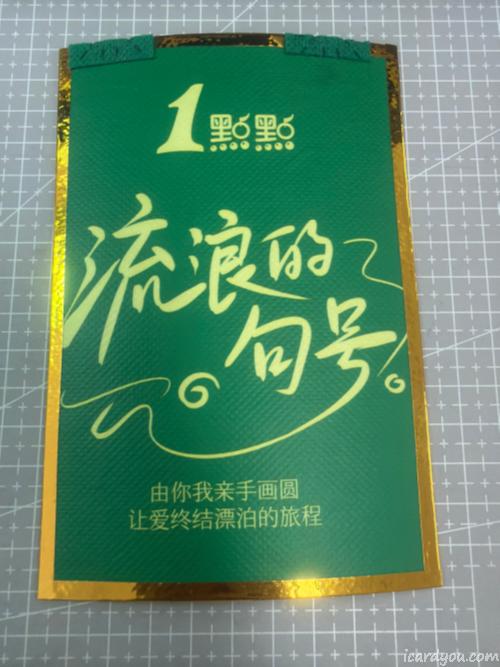 1點點
流浪的
句号。
由你我亲手画圆
让爱终结漂泊的旅程
icardyou.com